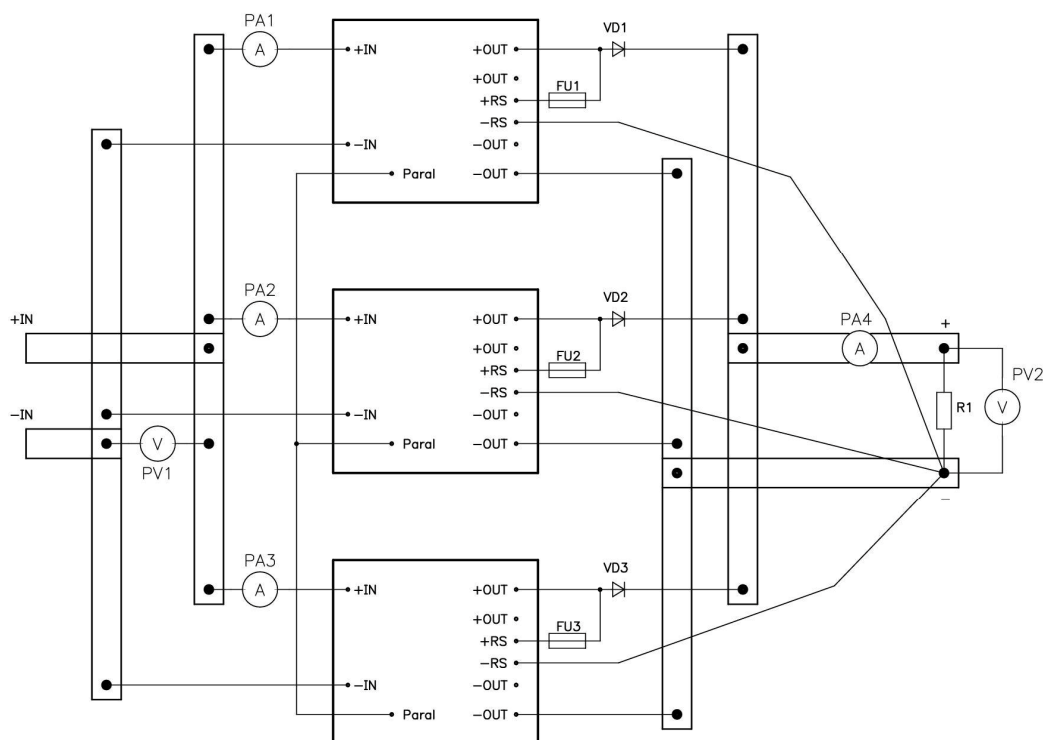 PA1
A
+IN
-IN
Paral
+OUT
+OUT
+RS
-RS
-OUT
-OUT
FU1
VD1
PA2
A
+IN
-IN
Paral
+OUT
+OUT
+RS
-RS
-OUT
-OUT
FU2
VD2
+IN
-IN
V
PV1
PA4
A
+
R1
V
PV2
-
PA3
A
+IN
-IN
Paral
+OUT
+OUT
+RS
-RS
-OUT
-OUT
FU3
VD3